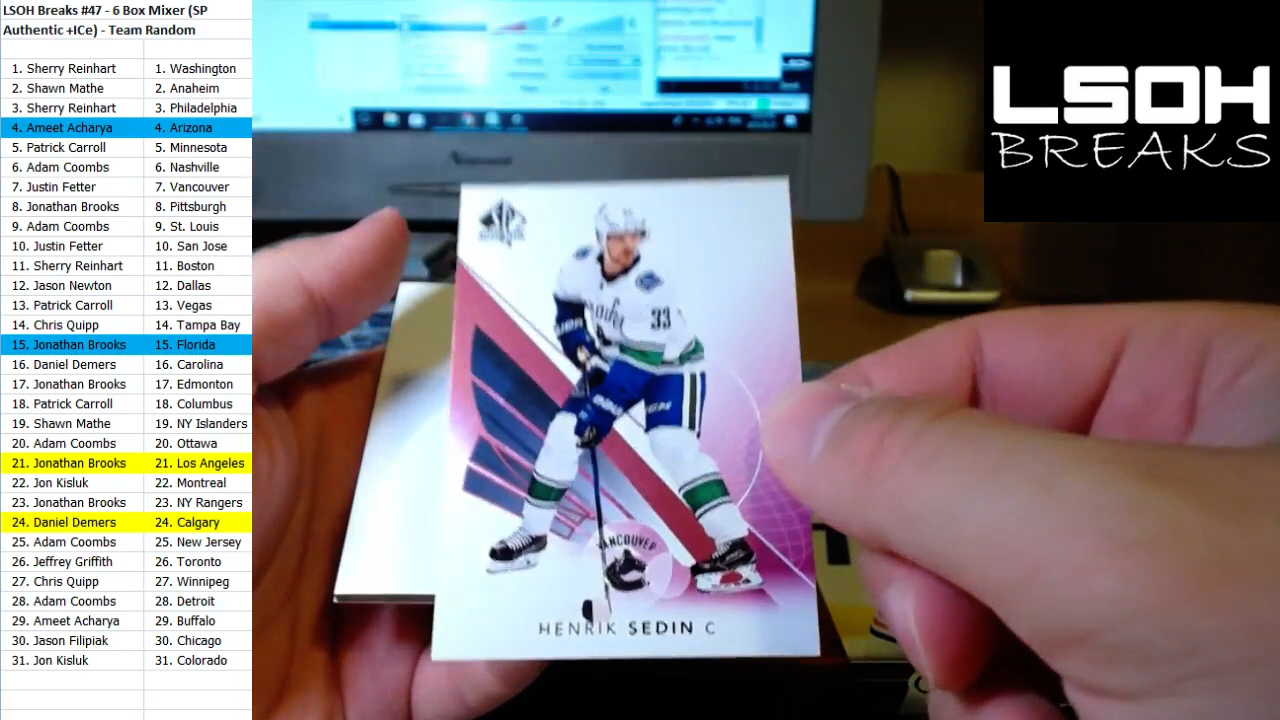 LSOH Breaks #47 - 6 Box Mixer (SP
Authentic +ICe) - Team Random
1. Sherry Reinhart 1. Washington
2. Shawn Mathe 2. Anaheim
3. Sherry Reinhart 3. Philadelphia
4. Ameet Acharya 4. Arizona
5. Patrick Carroll 5. Minnesota
6. Adam Coombs 6. Nashville
7. Justin Fetter 7. Vancouver
8. Jonathan Brooks 8. Pittsburgh
9. Adam Coombs 9. St. Louis
10. Justin Fetter 10. San Jose
11. Sherry Reinhart 11. Boston
12. Jason Newton 12. Dallas
13. Patrick Carroll 13. Vegas
14. Chris Quipp 14. Tampa Bay
15. Jonathan Brooks 15. Florida
16. Daniel Demers 16. Carolina
17. Jonathan Brooks 17. Edmonton
18. Patrick Carroll 18. Columbus
19. Shawn Mathe 19. NY Islanders
20. Adam Coombs 20. Ottawa
21. Jonathan Brooks 21. Los Angeles
22. Jon Kisluk 22. Montreal
23. Jonathan Brooks 23. NY Rangers
24. Daniel Demers 24. Calgary
25. Adam Coombs 25. New Jersey
26. Jeffrey Griffith 26. Toronto
27. Chris Quipp 27. Winnipeg
28. Adam Coombs 28. Detroit
29. Ameet Acharya 29. Buffalo
30. Jason Filipiak 30. Chicago
31. Jon Kisluk 31. Colorado
LSOH
BREAKS
33
VANCOUVER
HENRIK SEDIN C